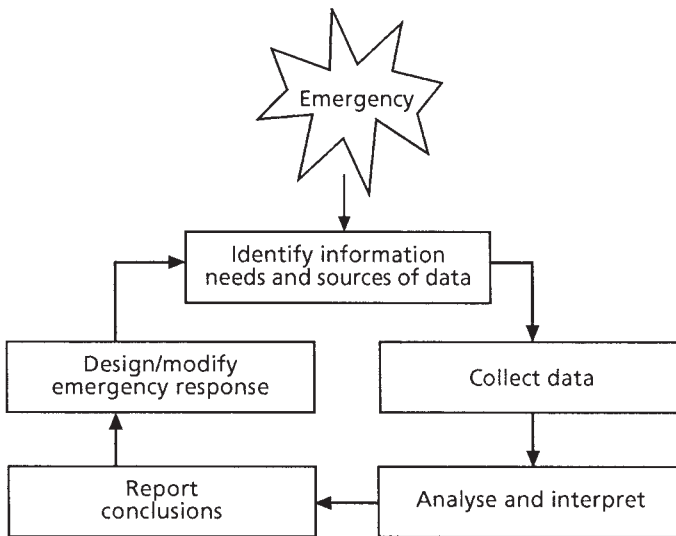 Emergency
Identify information
needs and sources of data
Design/modify
emergency response
Collect data
Report
conclusions
Analyse and interpret